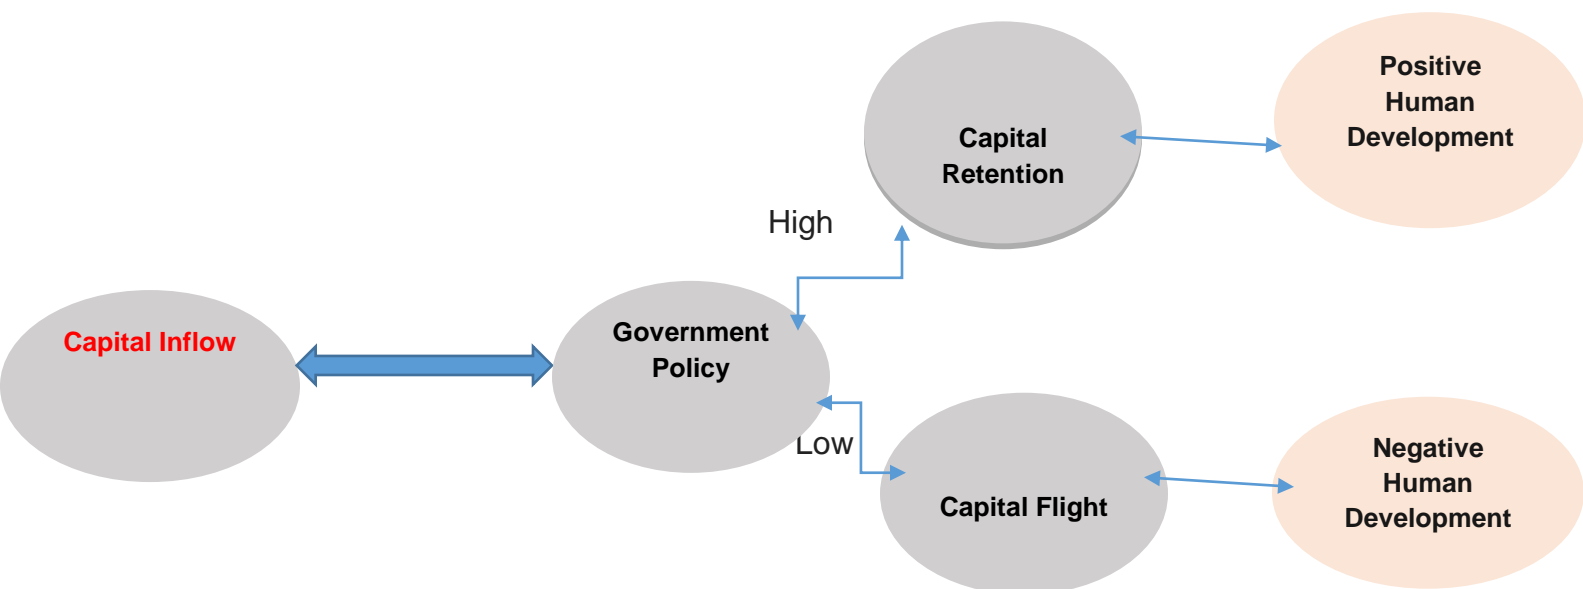 Capital Inflow
Government
Policy
High
Low
Capital
Retention
Positive
Human
Development
Capital Flight
Negative
Human
Development